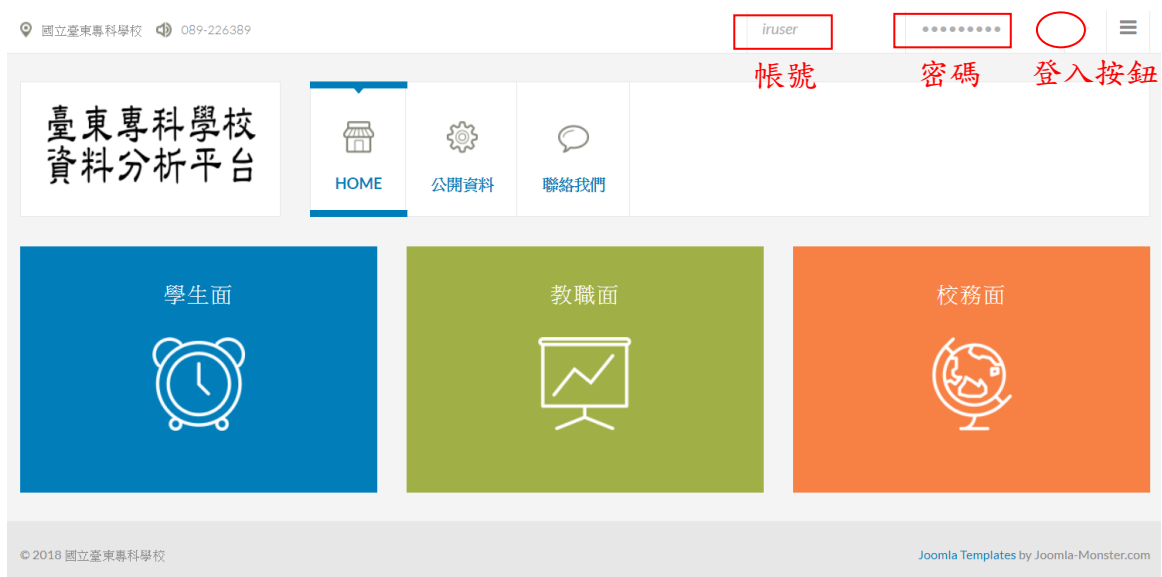 國立臺東專科學校 089-226389 iruser •••••••••
帳號 密碼 登入按鈕
臺東專科學校
資料分析平台
HOME 公開資料 聯絡我們
學生面 教職面 校務面
© 2018 國立臺東專科學校 Joomla Templates by Joomla-Monster.com